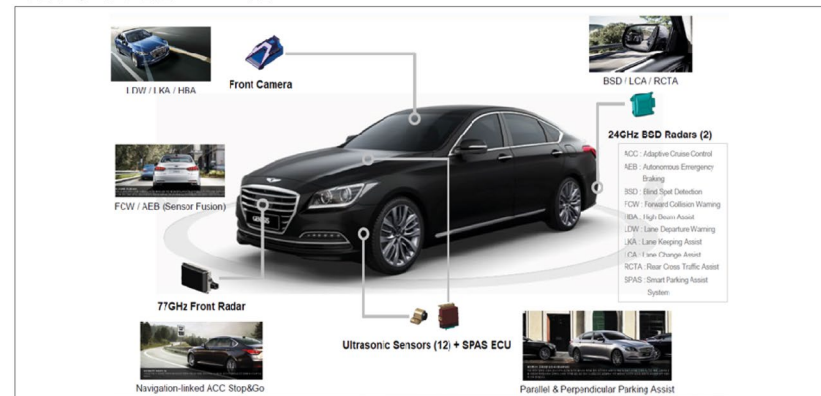 LDW / LKA / HBA
Front Camera
BSD / LCA / RCTA
24GHz BSD Radars (2)
ACC : Adaptive Cruise Control
AEB : Autonomous Emergency
Braking
BSD : Blind Spot Detection
FCW : Forward Collision Warning
HBA : High Beam Assist
LDW : Lane Departure Warning
LKA : Lane Keeping Assist
LCA : Lane Change Assist
RCTA : Rear Cross Traffic Assist
SPAS : Smart Parking Assist
System
FCW / AEB (Sensor Fusion)
GENESIS
77GHz Front Radar
Ultrasonic Sensors (12) + SPAS ECU
Navigation-linked ACC Stop&Go
Parallel & Perpendicular Parking Assist